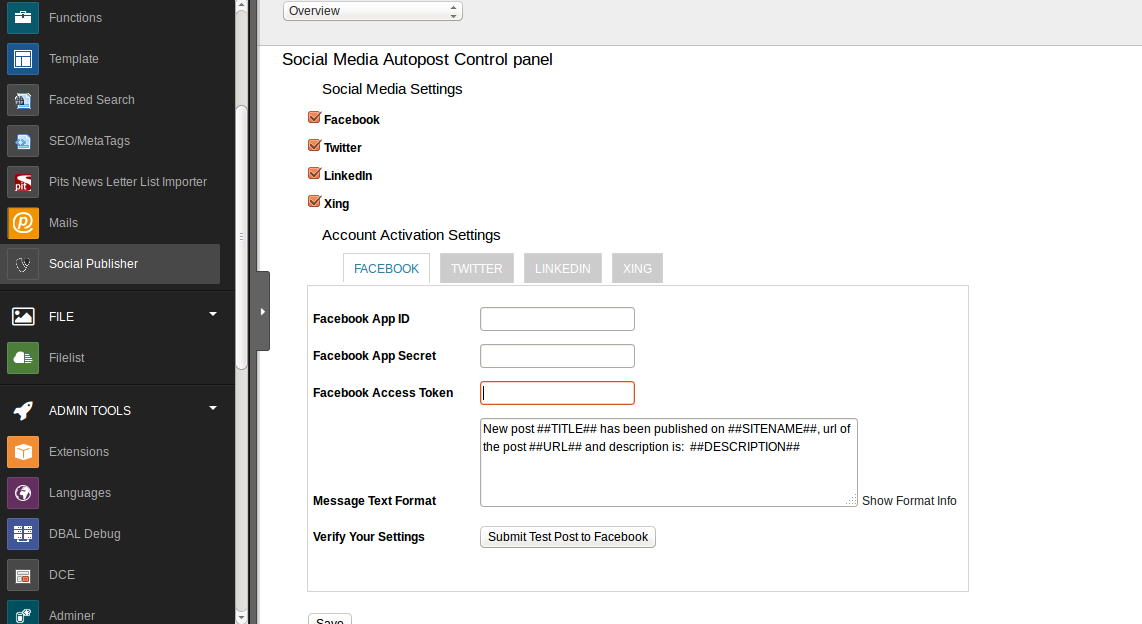 Functions
Template
Faceted Search
SEO/MetaTags
pit
Pits News Letter List Importer
Mails
Social Publisher
FILE
Filelist
ADMIN TOOLS
Extensions
Languages
DBAL Debug
DCE
Adminer
Overview
Social Media Autopost Control panel
Social Media Settings
Facebook
Twitter
LinkedIn
Xing
Account Activation Settings
FACEBOOK TWITTER LINKEDIN XING
Facebook App ID
Facebook App Secret
Facebook Access Token
New post ##TITLE## has been published on ##SITENAME##, url of
the post ##URL## and description is:  ##DESCRIPTION##
Message Text Format
Show Format Info
Verify Your Settings
Submit Test Post to Facebook
Save